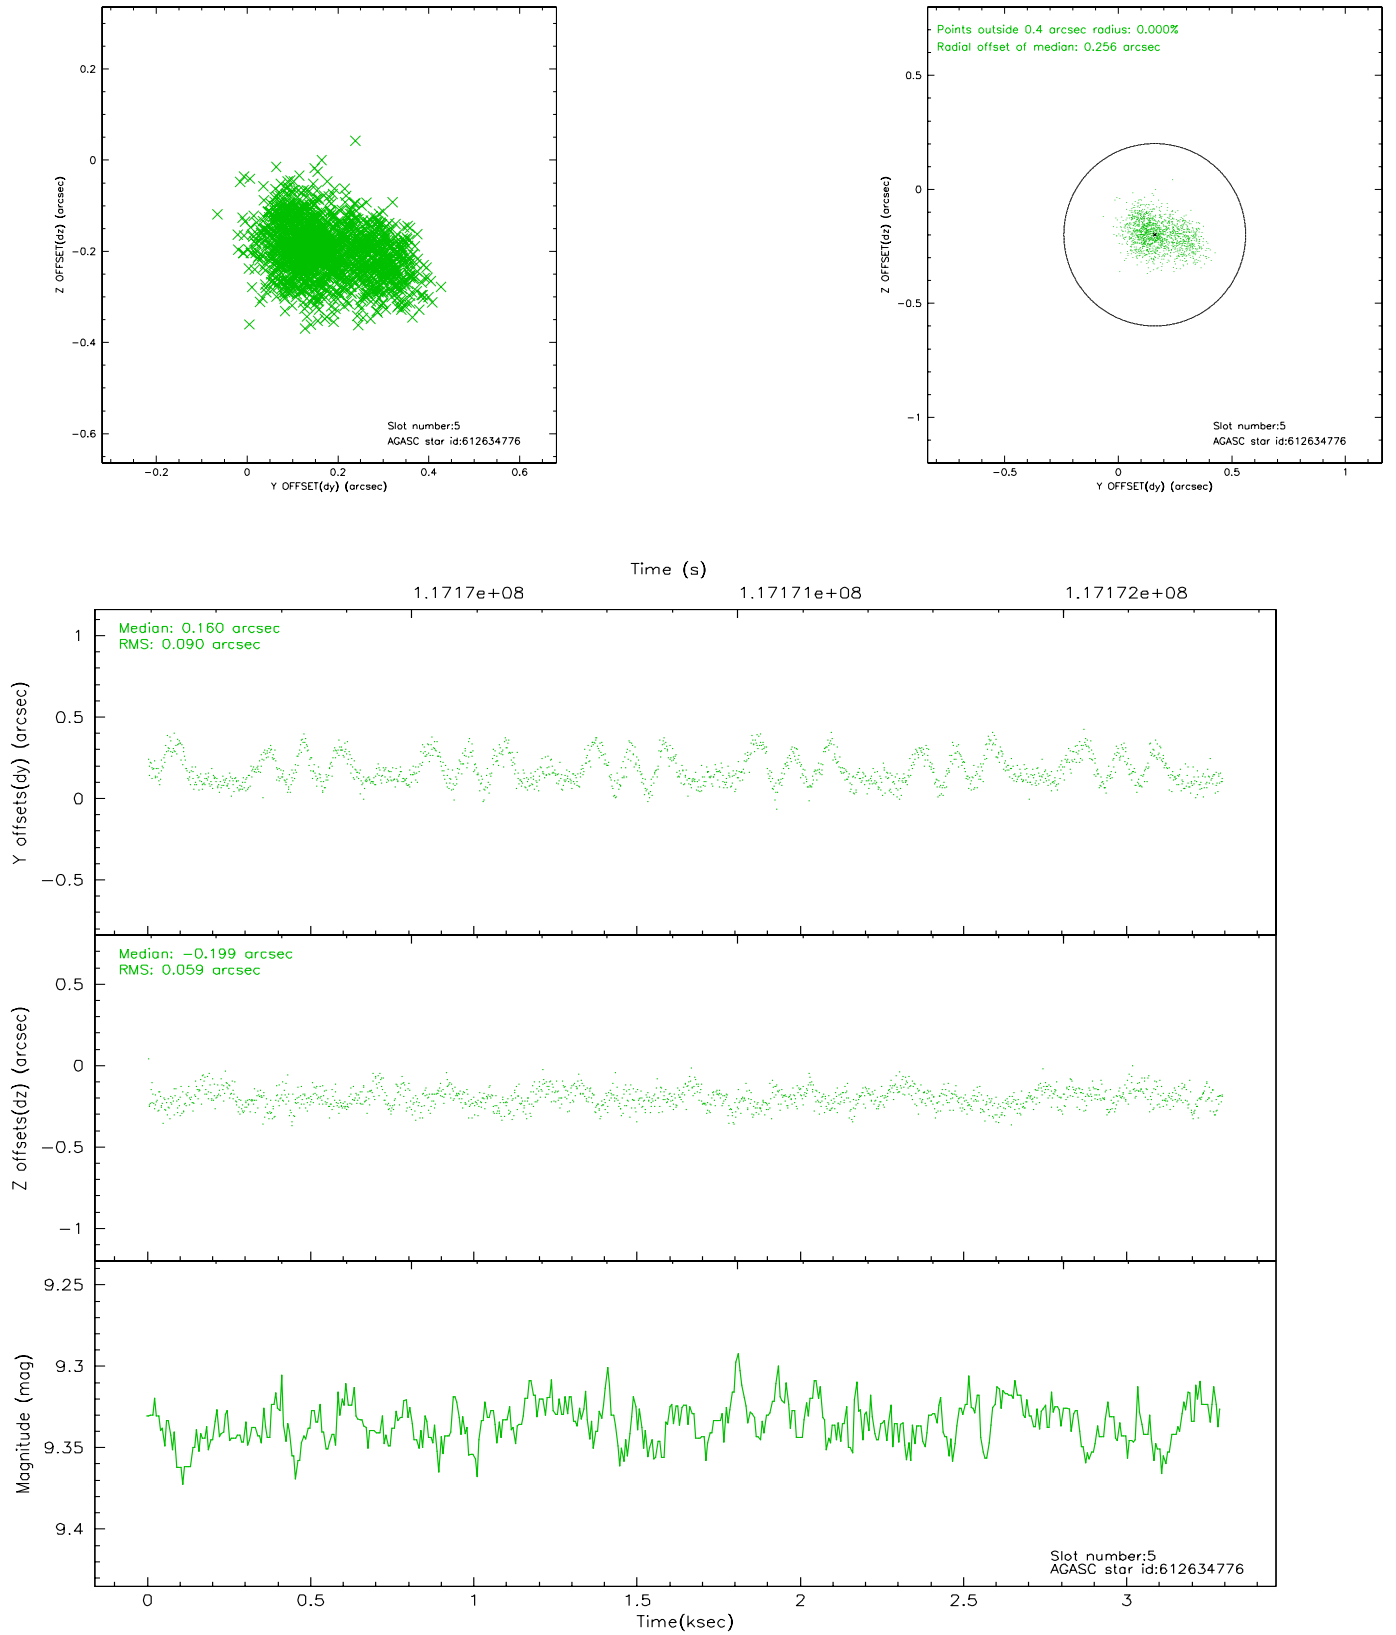 0.2
0
−0.2
−0.4
−0.6
Z OFFSET(dz) (arcsec)
Slot number:5
AGASC star id:612634776
−0.2 0 0.2 0.4 0.6
Y OFFSET(dy) (arcsec)
Points outside 0.4 arcsec radius: 0.000%
Radial offset of median: 0.256 arcsec
0.5
0
−0.5
−1
Z OFFSET(dz) (arcsec)
Slot number:5
AGASC star id:612634776
−0.5 0 0.5 1
Y OFFSET(dy) (arcsec)
Time (s)
1.1717e+08 1.17171e+08 1.17172e+08
Median: 0.160 arcsec
RMS: 0.090 arcsec
1
0.5
0
−0.5
Y offsets(dy) (arcsec)
Median: −0.199 arcsec
RMS: 0.059 arcsec
0.5
0
−0.5
−1
Z offsets(dz) (arcsec)
9.25
9.3
9.35
9.4
Magnitude (mag)
Slot number:5
AGASC star id:612634776
0 0.5 1 1.5 2 2.5 3
Time(ksec)